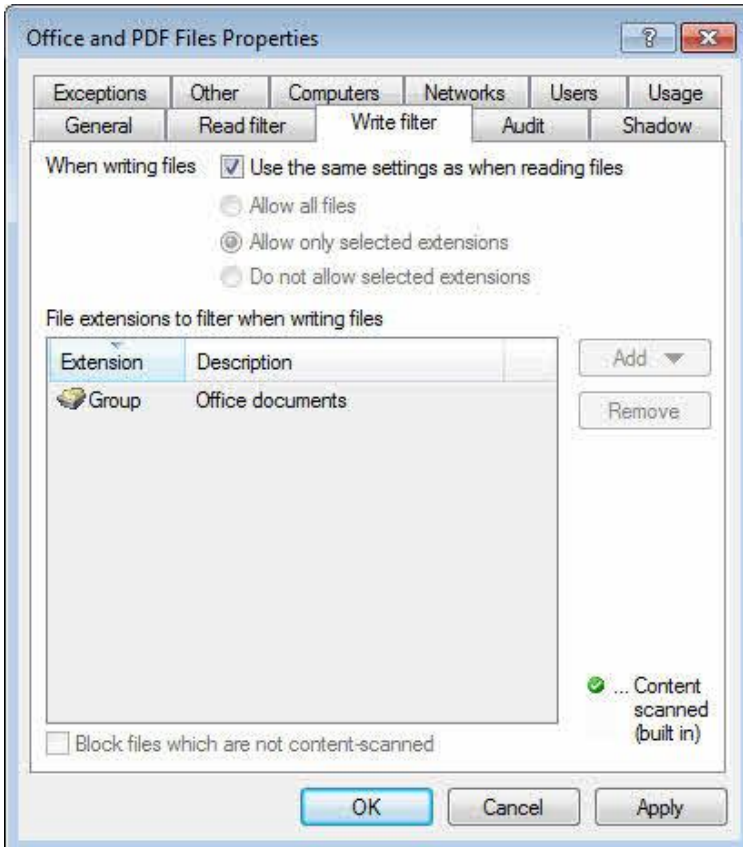 Office and PDF Files Properties
Exceptions Other Computers Networks Users Usage
General Read filter Write filter Audit Shadow
When writing files Use the same settings as when reading files
Allow all files
Allow only selected extensions
Do not allow selected extensions
File extensions to filter when writing files
Extension Description
Add
Group Office documents
Remove
... Content
scanned
(built in)
Block files which are not content-scanned
OK Cancel Apply